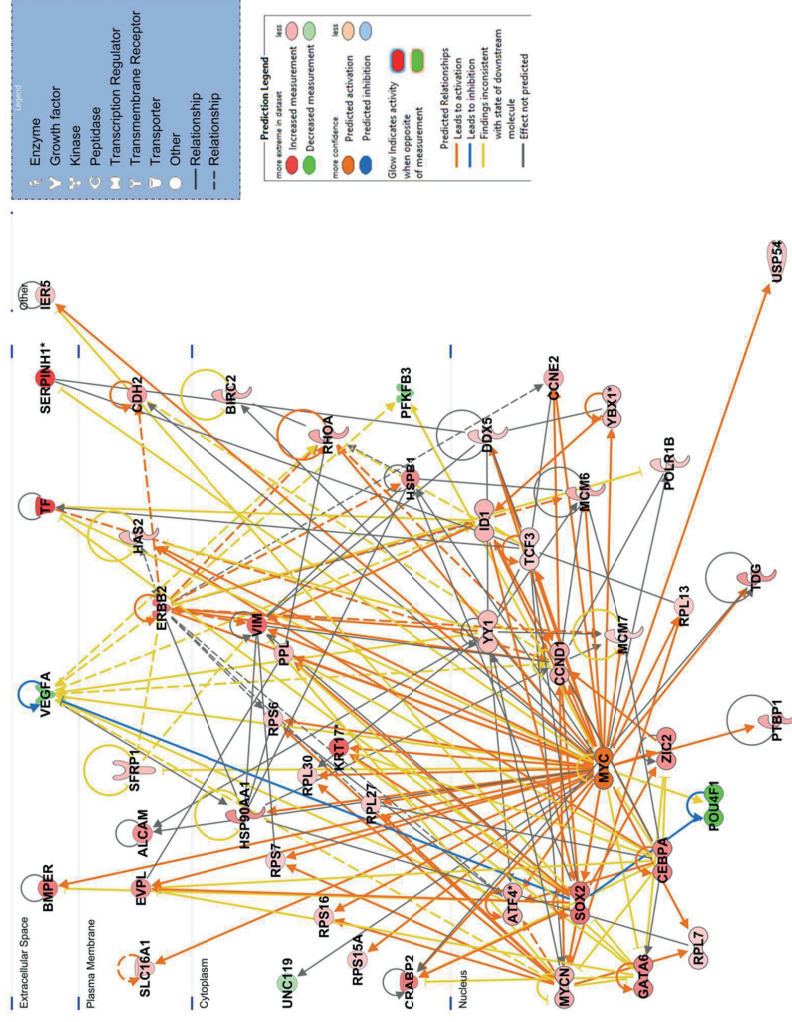 Extracellular Space
Other
BMPER
VEGFA
TF
SERPINH1*
IER5
Plasma Membrane
SLC16A1
EVPL
ALCAM
SFRP1
ERBB2
HAS2
CDH2
Cytoplasm
UNC119
RPS15A
CRABP2
RPS16
RPS7
HSP90AA1
RPL30
RPL27
KRT17*
RPS6
PPL
VIM
HSPB1
RHOA
BIRC2
PFKFB3
Nucleus
MYCN
GATA6
RPL7
ATF4*
SOX2
CEBPA
POU4F1
ZIC2
MYC
PTBP1
YY1
CCND1
MCM7
RPL13
TDG
ID1
TCF3
MCM6
DDX5
POLR1B
YBX1*
CCNE2
USP54
Legend
Enzyme
Growth factor
Kinase
Peptidase
Transcription Regulator
Transmembrane Receptor
Transporter
Other
Relationship
Relationship
Prediction Legend
more extreme in dataset
less
Increased measurement
Decreased measurement
more confidence
less
Predicted activation
Predicted inhibition
Glow Indicates activity
when opposite
of measurement
Predicted Relationships
Leads to activation
Leads to inhibition
Findings inconsistent
with state of downstream
molecule
Effect not predicted